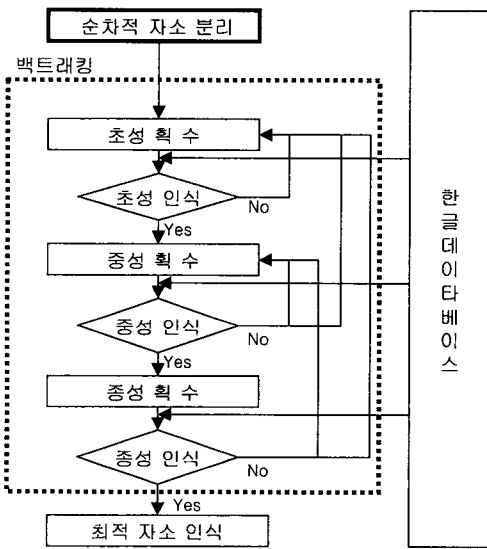 순차적 자소 분리
백트래킹
초성 획 수
초성 인식
No
Yes
중성 획 수
중성 인식
No
Yes
종성 획 수
종성 인식
No
Yes
최적 자소 인식
한글데이타베이스